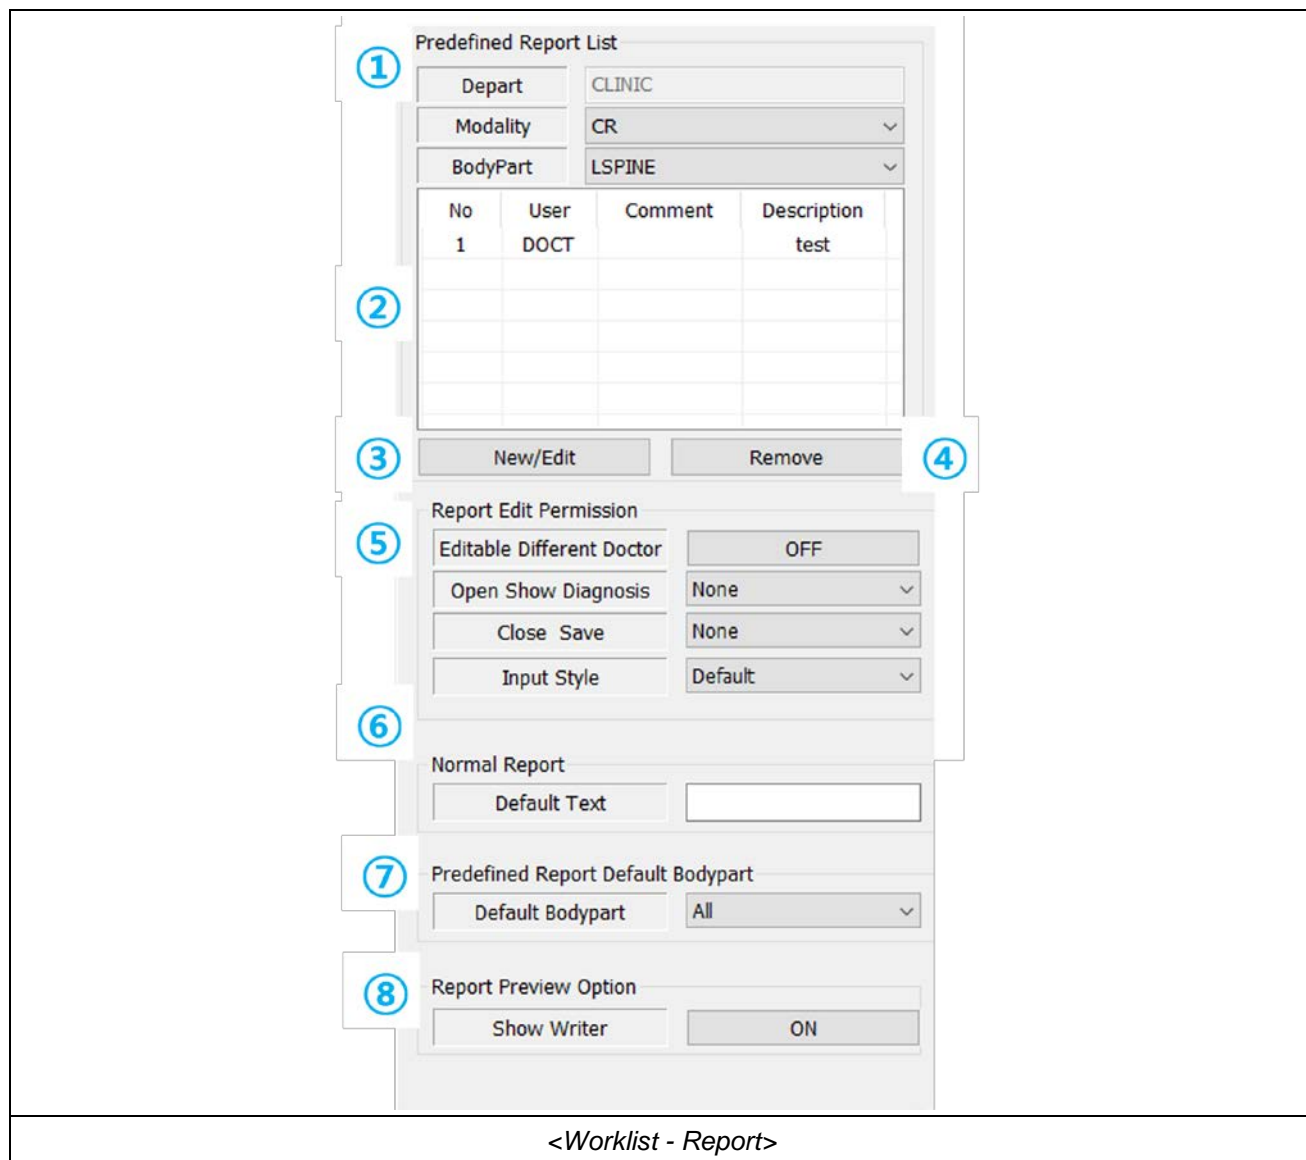 Predefined Report List
①
Depart CLINIC
Modality CR
BodyPart LSPINE
No User Comment Description
1 DOCT test
②
③ New/Edit Remove ④
Report Edit Permission
⑤ Editable Different Doctor OFF
Open Show Diagnosis None
Close Save None
Input Style Default
⑥
Normal Report
Default Text
⑦ Predefined Report Default Bodypart
Default Bodypart All
⑧ Report Preview Option
Show Writer ON
<Worklist - Report>